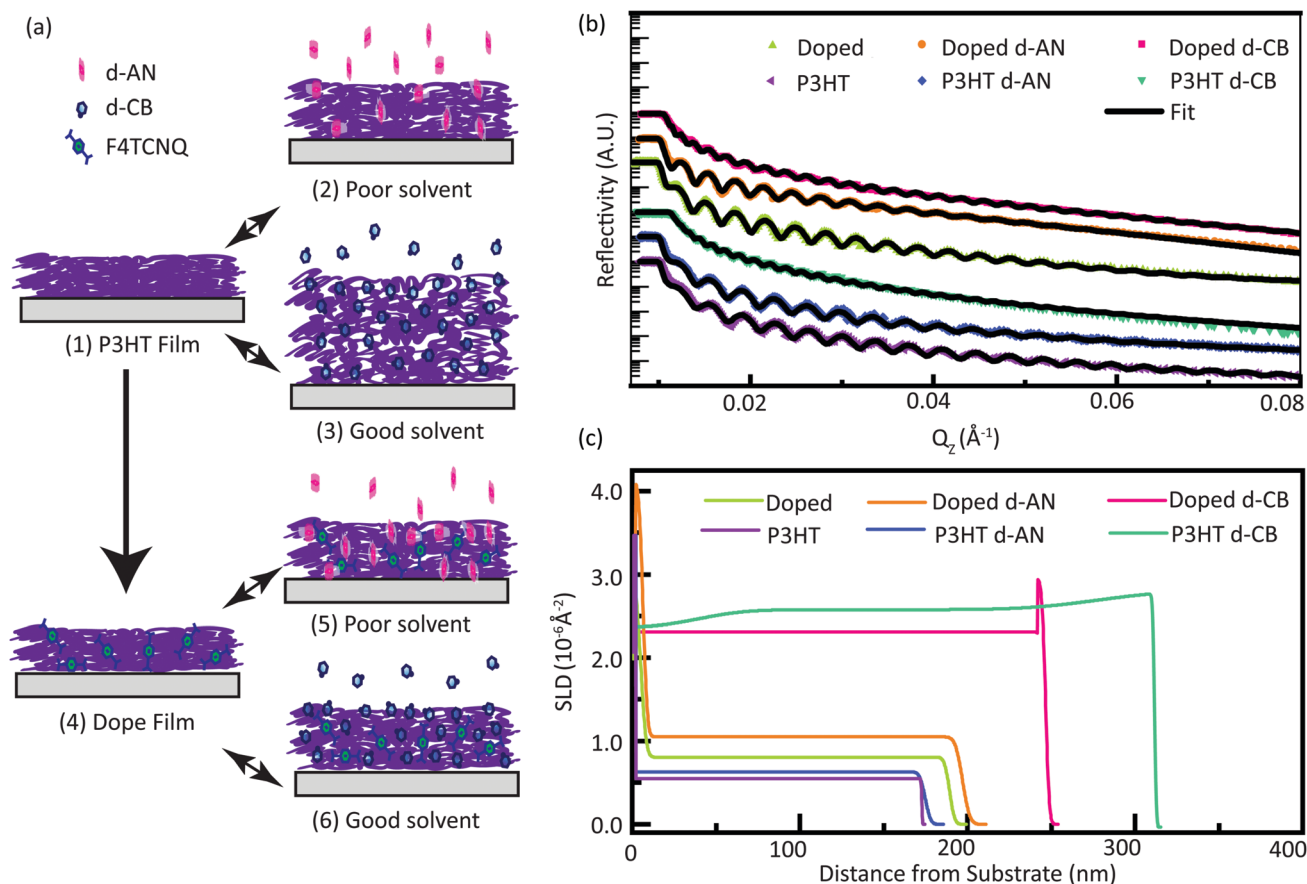 (a)
d-AN
d-CB
F4TCNQ
(1) P3HT Film
(2) Poor solvent
(3) Good solvent
(4) Dope Film
(5) Poor solvent
(6) Good solvent
(b)
Reflectivity (A.U.)
Doped
Doped d-AN
Doped d-CB
P3HT
P3HT d-AN
P3HT d-CB
Fit
0.02
0.04
0.06
0.08
Q_Z (Å⁻¹)
(c)
SLD (10⁻⁶Å⁻²)
4.0
3.0
2.0
1.0
0.0
Doped
Doped d-AN
Doped d-CB
P3HT
P3HT d-AN
P3HT d-CB
0
100
200
300
400
Distance from Substrate (nm)